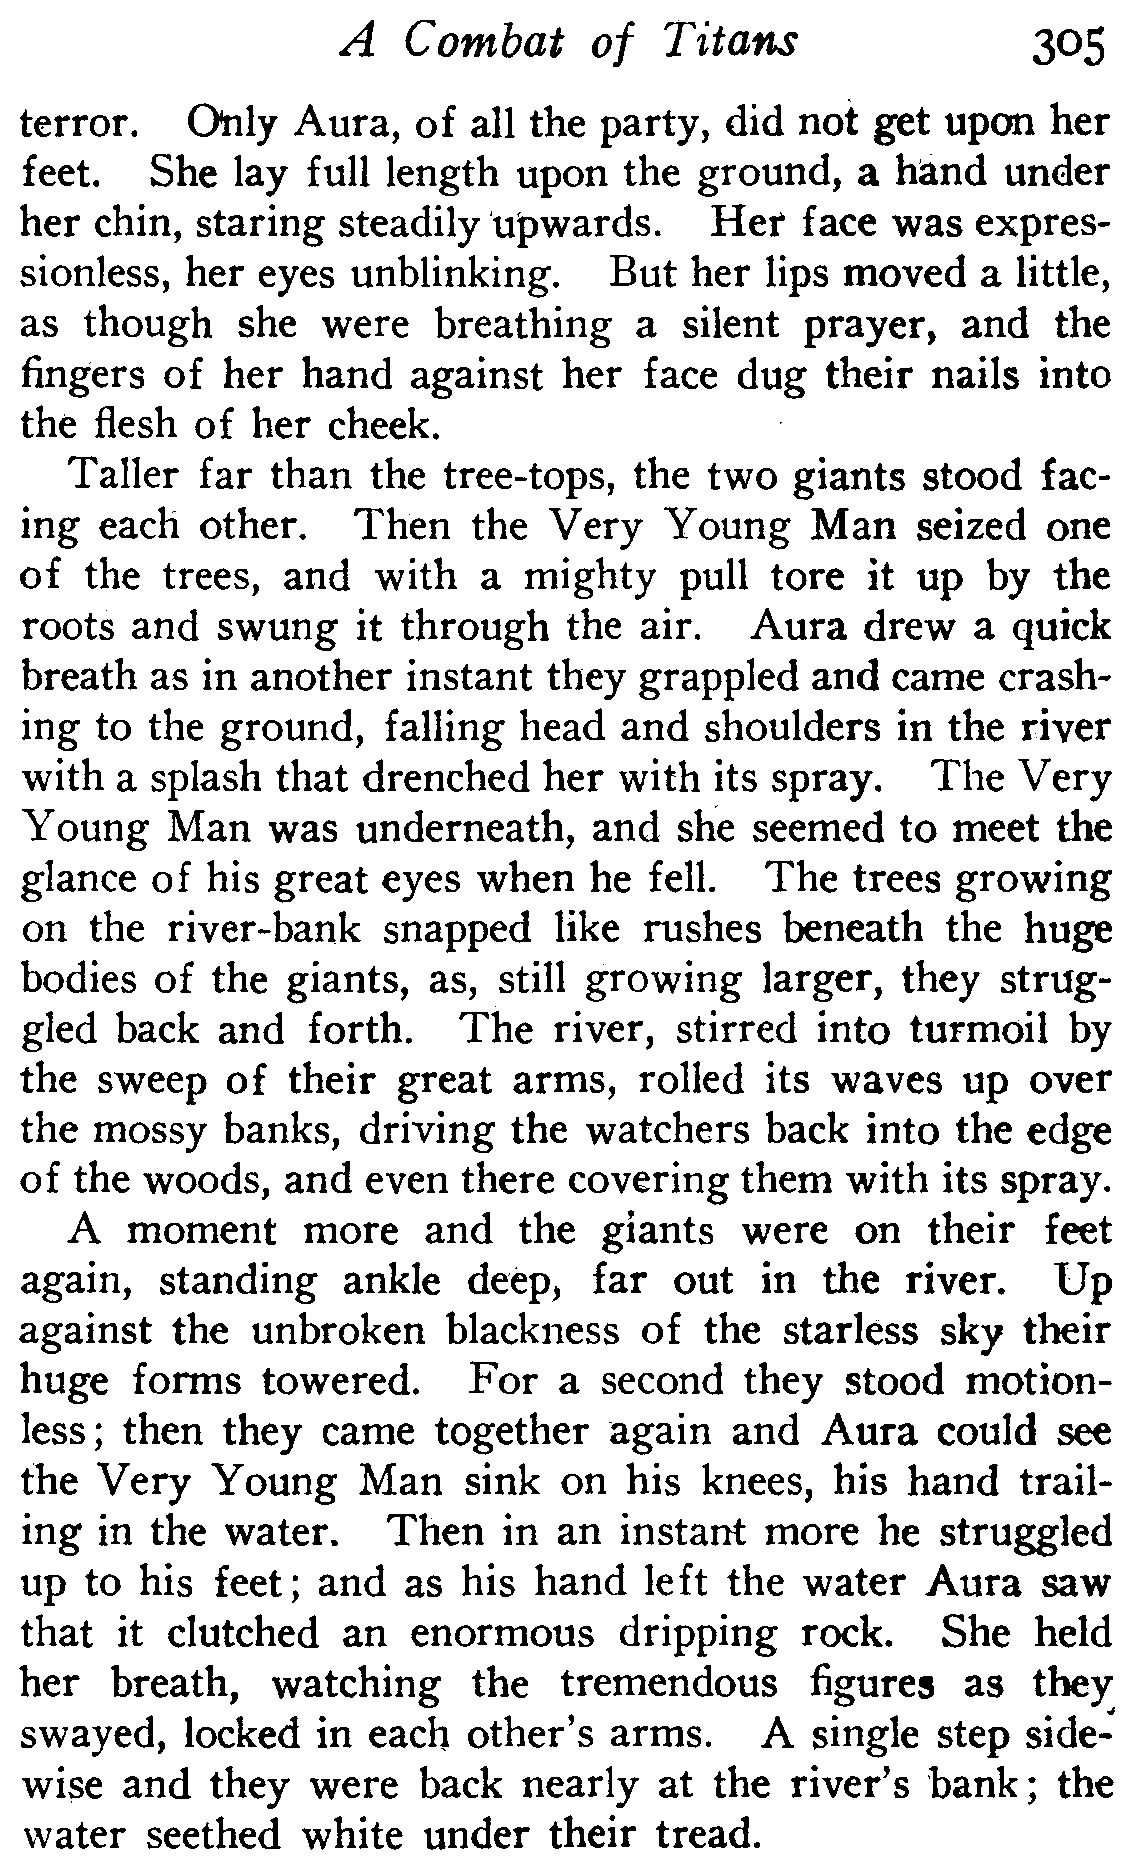 A Combat of Titans 305
terror. Only Aura, of all the party, did not get upon her
feet. She lay full length upon the ground, a hand under
her chin, staring steadily upwards. Her face was expres-
sionless, her eyes unblinking. But her lips moved a little,
as though she were breathing a silent prayer, and the
fingers of her hand against her face dug their nails into
the flesh of her cheek.
Taller far than the tree-tops, the two giants stood fac-
ing each other. Then the Very Young Man seized one
of the trees, and with a mighty pull tore it up by the
roots and swung it through the air. Aura drew a quick
breath as in another instant they grappled and came crash-
ing to the ground, falling head and shoulders in the river
with a splash that drenched her with its spray. The Very
Young Man was underneath, and she seemed to meet the
glance of his great eyes when he fell. The trees growing
on the river-bank snapped like rushes beneath the huge
bodies of the giants, as, still growing larger, they strug-
gled back and forth. The river, stirred into turmoil by
the sweep of their great arms, rolled its waves up over
the mossy banks, driving the watchers back into the edge
of the woods, and even there covering them with its spray.
A moment more and the giants were on their feet
again, standing ankle deep, far out in the river. Up
against the unbroken blackness of the starless sky their
huge forms towered. For a second they stood motion-
less; then they came together again and Aura could see
the Very Young Man sink on his knees, his hand trail-
ing in the water. Then in an instant more he struggled
up to his feet; and as his hand left the water Aura saw
that it clutched an enormous dripping rock. She held
her breath, watching the tremendous figures as they
swayed, locked in each other's arms. A single step side-
wise and they were back nearly at the river's bank; the
water seethed white under their tread.